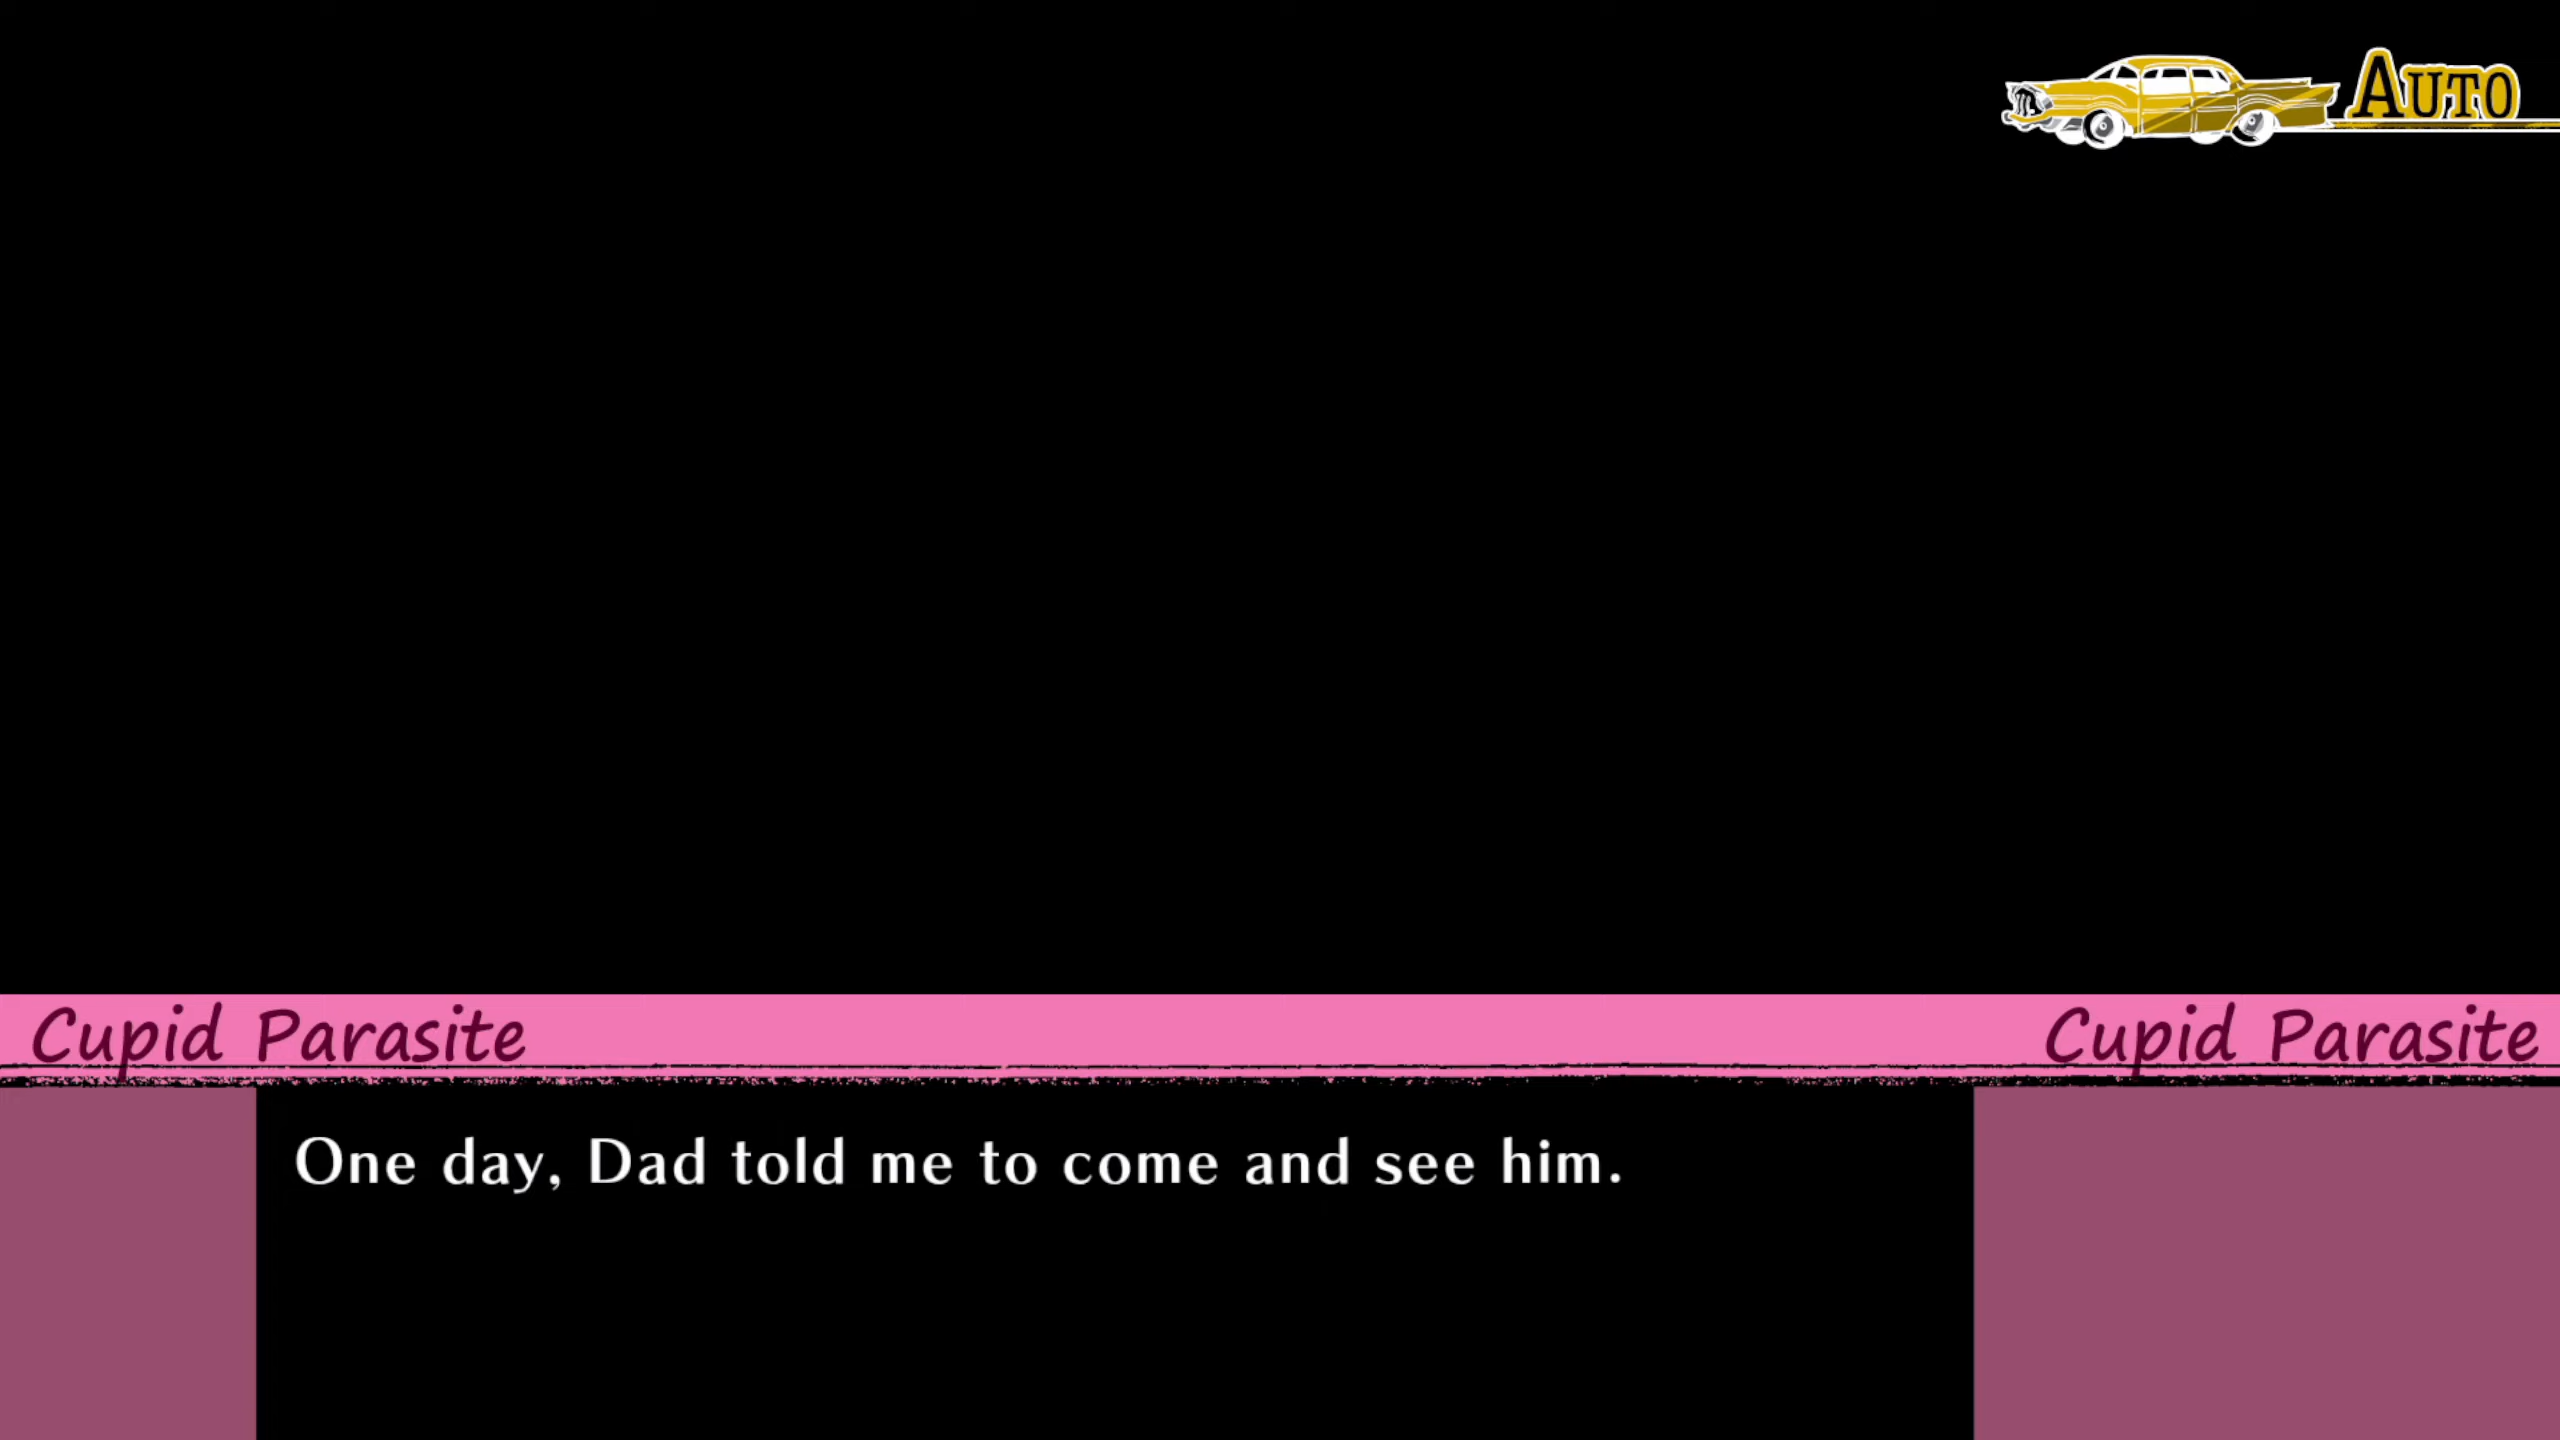 AUTO
Cupid Parasite Cupid Parasite
One day, Dad told me to come and see him.